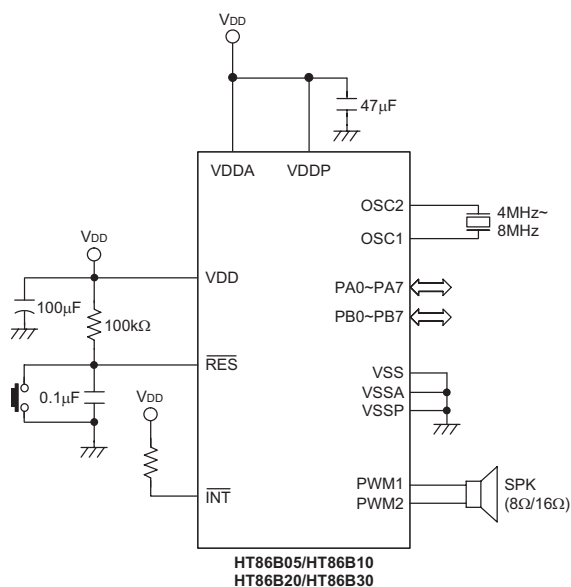 VDD
47μF
VDDA
VDDP
OSC2
4MHz~
8MHz
OSC1
VDD
VDD
100μF
100kΩ
PA0~PA7
PB0~PB7
RES
0.1μF
VDD
VSS
VSSA
VSSP
INT
PWM1
PWM2
SPK
(8Ω/16Ω)
HT86B05/HT86B10
HT86B20/HT86B30